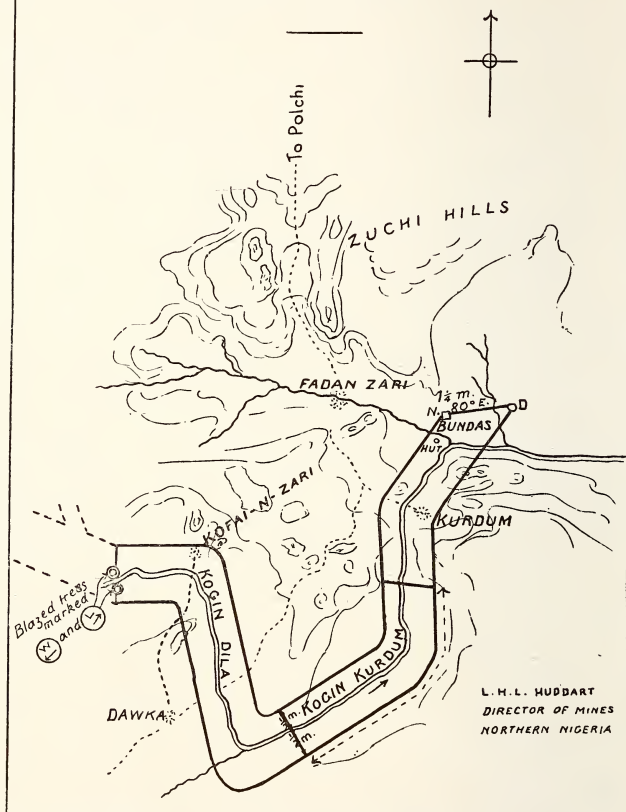 To Polchi
ZUCHI HILLS
FADAN ZARI
1¼ m.
N. 80° E.
D
BUNDAS
HUT
KOFAI-N-ZARI
KURDUM
KOGIN DILA
Blazed trees
marked
and
L
KOGIN KURDUM
DAWKA
m.
m.
L.H.L. HUDDART
DIRECTOR OF MINES
NORTHERN NIGERIA